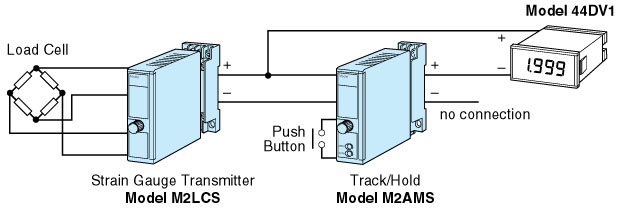 Model 44DV1
Load Cell
+
+
+
1.999
–
–
–
no connection
Push
Button
Strain Gauge Transmitter
Model M2LCS
Track/Hold
Model M2AMS